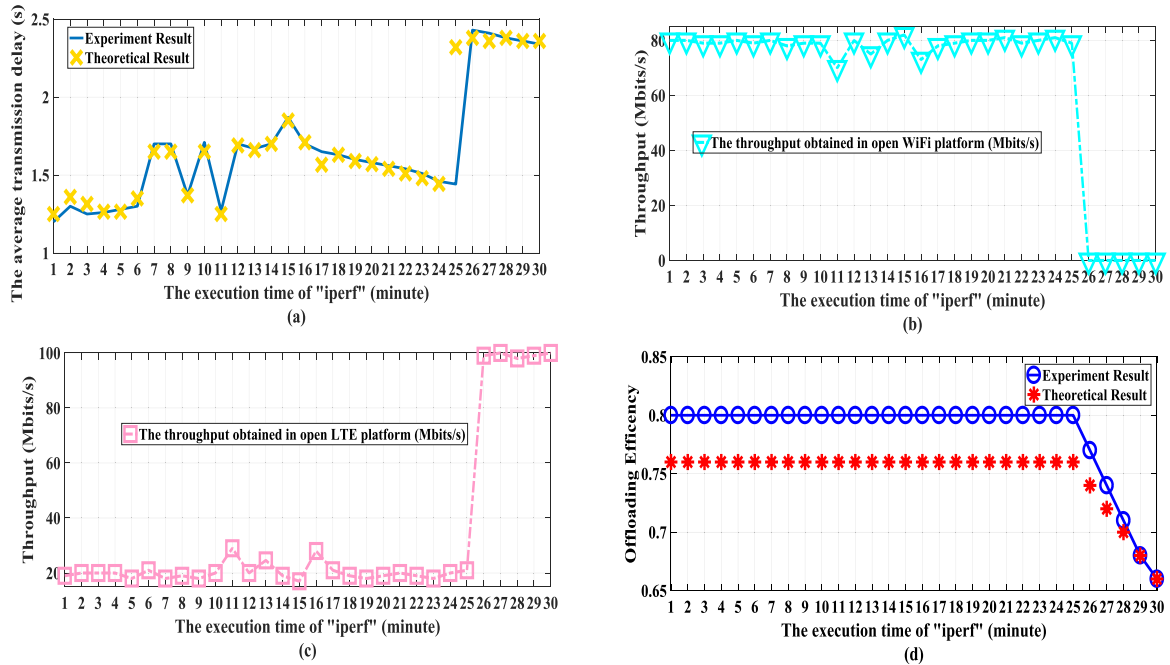 The average transmission delay (s)
2.5
2
1.5
1
Experiment Result
Theoretical Result
1 2 3 4 5 6 7 8 9 10 11 12 13 14 15 16 17 18 19 20 21 22 23 24 25 26 27 28 29 30
The execution time of "iperf" (minute)
(a)
Throughput (Mbits/s)
80
60
40
20
0
The throughput obtained in open WiFi platform (Mbits/s)
1 2 3 4 5 6 7 8 9 10 11 12 13 14 15 16 17 18 19 20 21 22 23 24 25 26 27 28 29 30
The execution time of "iperf" (minute)
(b)
Throughput (Mbits/s)
100
80
60
40
20
The throughput obtained in open LTE platform (Mbits/s)
1 2 3 4 5 6 7 8 9 10 11 12 13 14 15 16 17 18 19 20 21 22 23 24 25 26 27 28 29 30
The execution time of "iperf" (minute)
(c)
Offloading Efficency
0.85
0.8
0.75
0.7
0.65
Experiment Result
Theoretical Result
1 2 3 4 5 6 7 8 9 10 11 12 13 14 15 16 17 18 19 20 21 22 23 24 25 26 27 28 29 30
The execution time of "iperf" (minute)
(d)